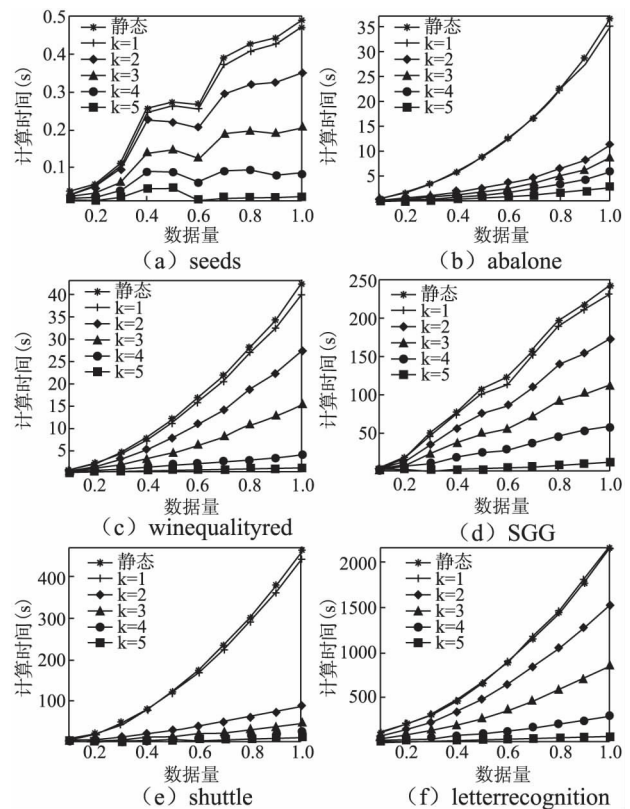 计算时间(s)
0.5
0.4
0.3
0.2
0.1
静态
k=1
k=2
k=3
k=4
k=5
0.2 0.4 0.6 0.8 1.0
数据量
(a) seeds
计算时间(s)
35
30
25
20
15
10
5
静态
k=1
k=2
k=3
k=4
k=5
0.2 0.4 0.6 0.8 1.0
数据量
(b) abalone
计算时间(s)
40
35
30
25
20
15
10
5
静态
k=1
k=2
k=3
k=4
k=5
0.2 0.4 0.6 0.8 1.0
数据量
(c) winequalityred
计算时间(s)
250
200
150
100
50
静态
k=1
k=2
k=3
k=4
k=5
0.2 0.4 0.6 0.8 1.0
数据量
(d) SGG
计算时间(s)
400
300
200
100
静态
k=1
k=2
k=3
k=4
k=5
0.2 0.4 0.6 0.8 1.0
数据量
(e) shuttle
计算时间(s)
2000
1500
1000
500
静态
k=1
k=2
k=3
k=4
k=5
0.2 0.4 0.6 0.8 1.0
数据量
(f) letterrecognition